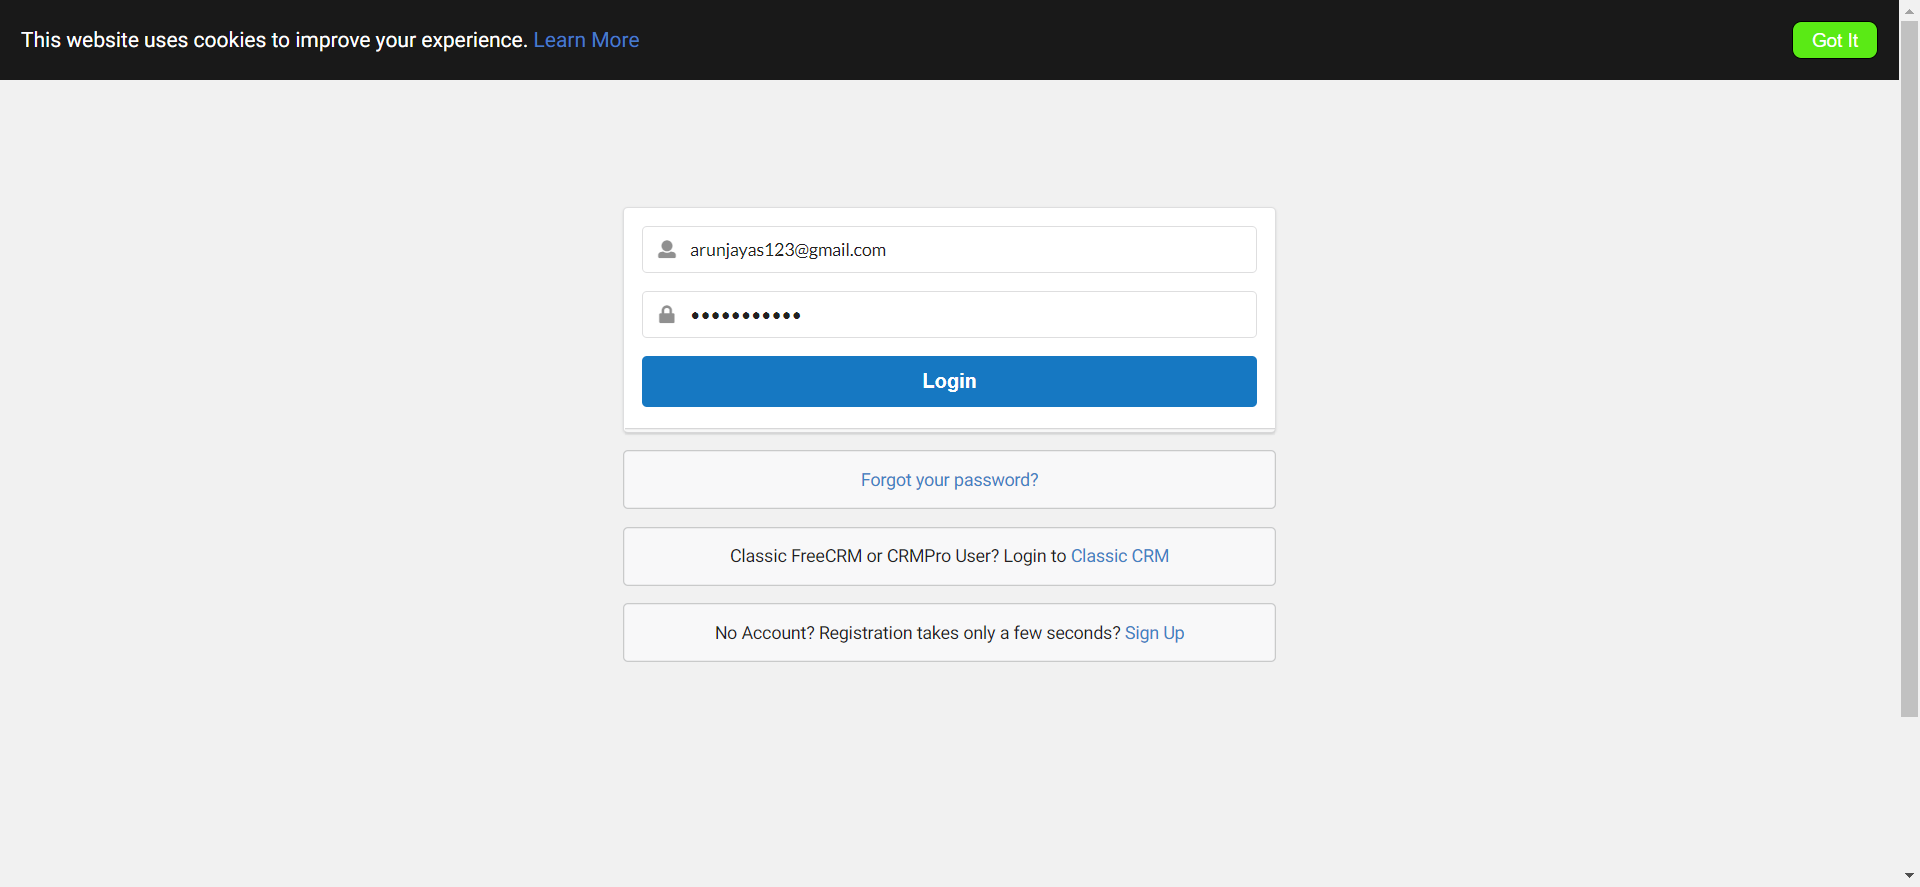 This website uses cookies to improve your experience. Learn More
Got It
arunjayas123@gmail.com
•••••••••••
Login
Forgot your password?
Classic FreeCRM or CRMPro User? Login to Classic CRM
No Account? Registration takes only a few seconds? Sign Up